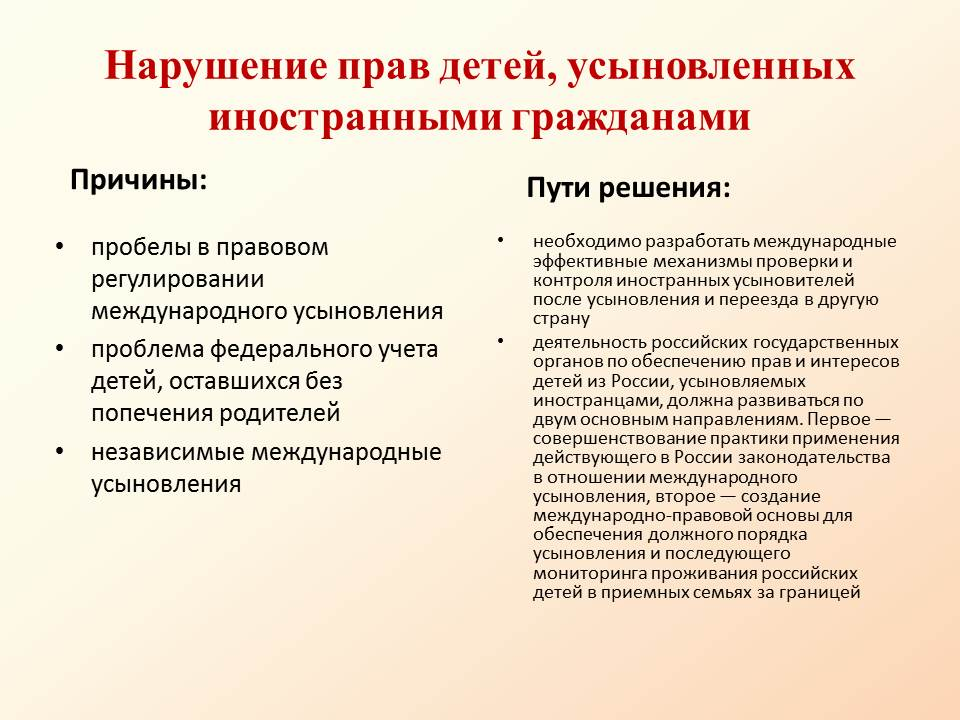 Нарушение прав детей, усыновленных
иностранными гражданами
Причины:
• пробелы в правовом
регулировании
международного усыновления
• проблема федерального учета
детей, оставшихся без
попечения родителей
• независимые международные
усыновления
Пути решения:
• необходимо разработать международные
эффективные механизмы проверки и
контроля иностранных усыновителей
после усыновления и переезда в другую
страну
• деятельность российских государственных
органов по обеспечению прав и интересов
детей из России, усыновляемых
иностранцами, должна развиваться по
двум основным направлениям. Первое —
совершенствование практики применения
действующего в России законодательства
в отношении международного
усыновления, второе — создание
международно-правовой основы для
обеспечения должного порядка
усыновления и последующего
мониторинга проживания российских
детей в приемных семьях за границей